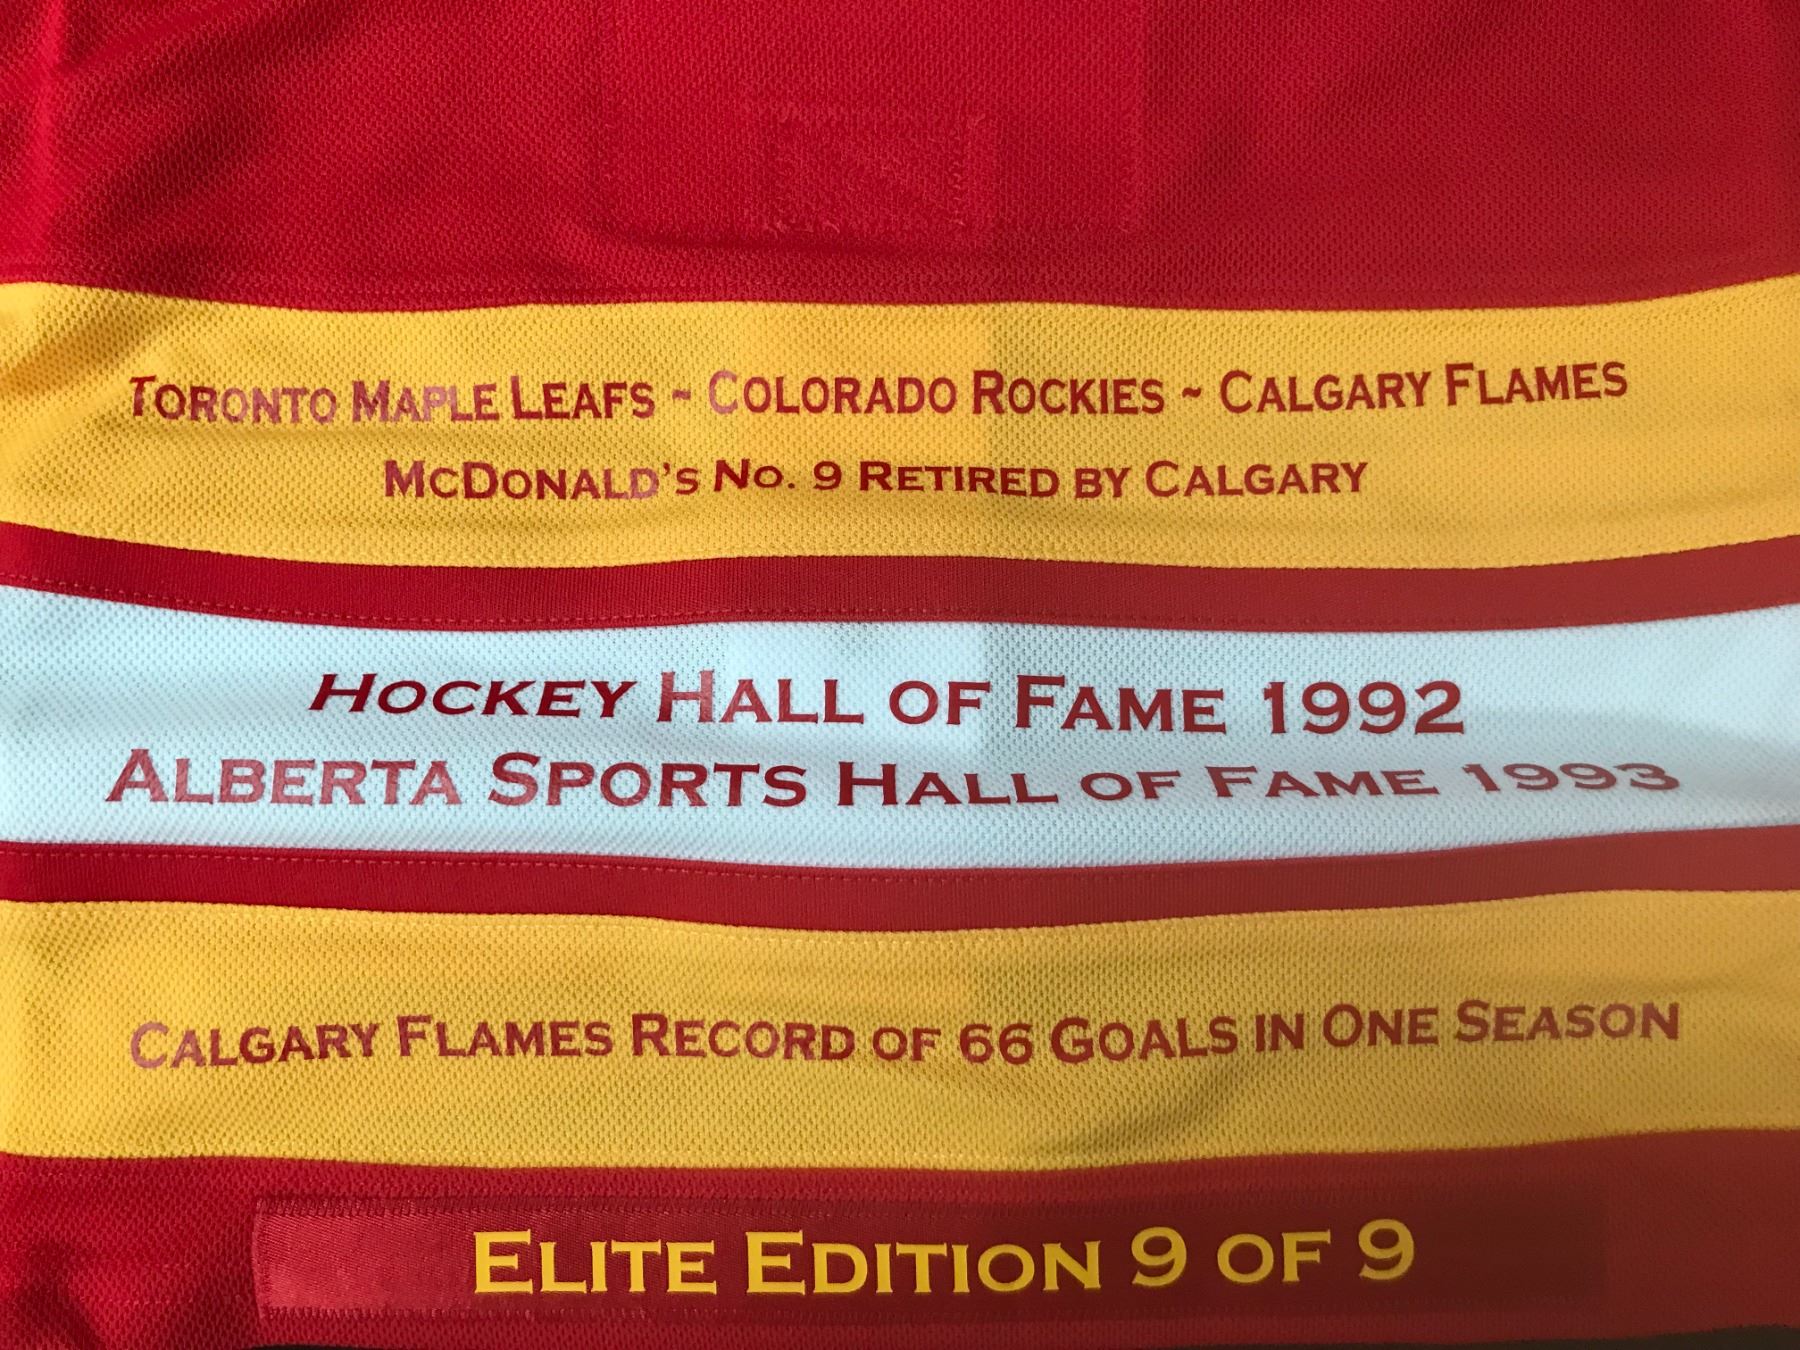 Toronto Maple Leafs ~ Colorado Rockies ~ Calgary Flames
McDonald's No. 9 Retired by Calgary
Hockey Hall of Fame 1992
Alberta Sports Hall of Fame 1993
Calgary Flames Record of 66 Goals in One Season
Elite Edition 9 of 9